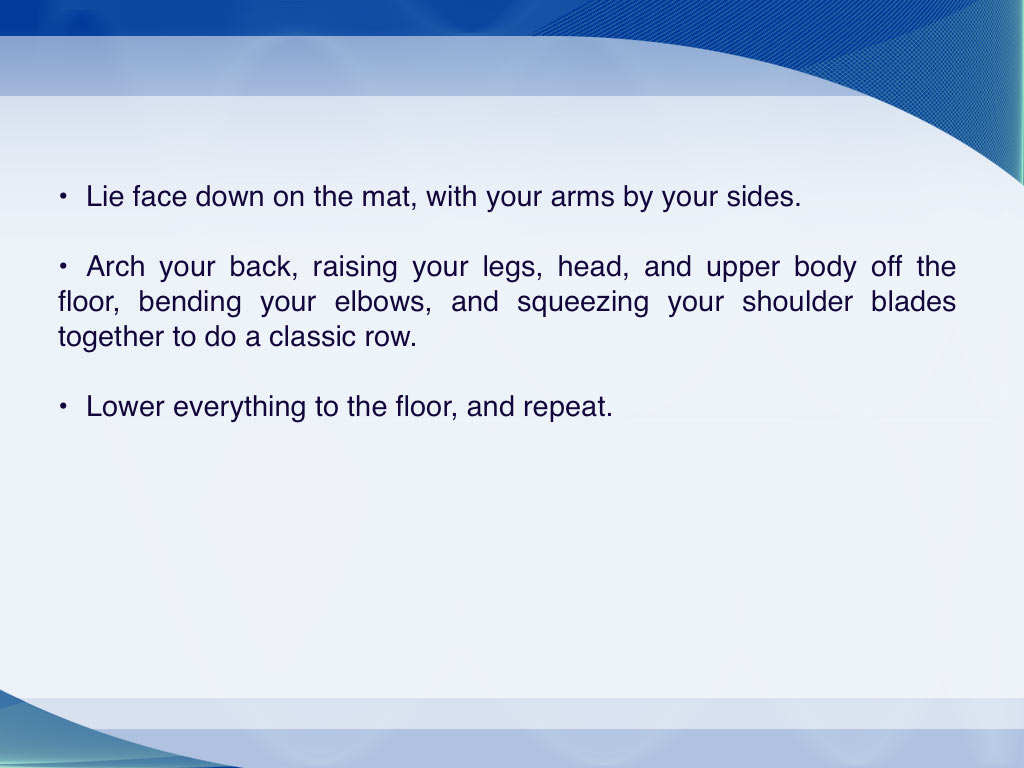 • Lie face down on the mat, with your arms by your sides.
• Arch your back, raising your legs, head, and upper body off the
floor, bending your elbows, and squeezing your shoulder blades
together to do a classic row.
• Lower everything to the floor, and repeat.